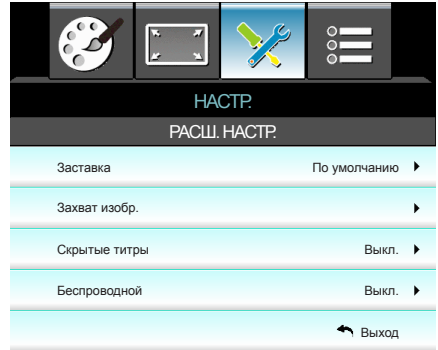 НАСТР.
РАСШ. НАСТР.
Заставка По умолчанию
Захват изобр.
Скрытые титры Выкл.
Беспроводной Выкл.
Выход